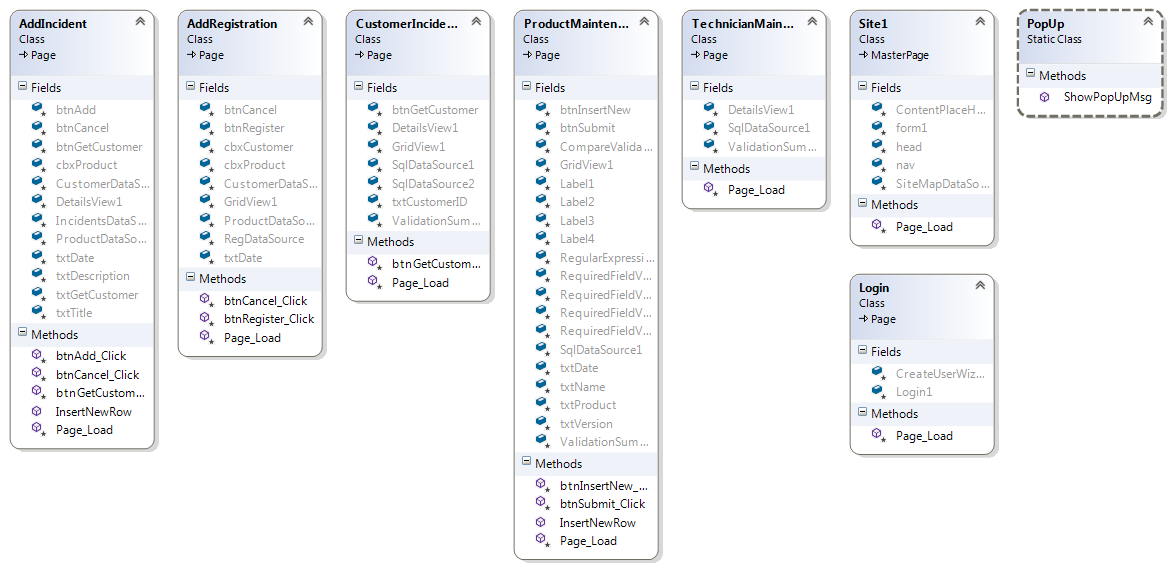 AddIncident
Class
Page
Fields
btnAdd
btnCancel
btnGetCustomer
cbxProduct
CustomerDataS...
DetailsView1
IncidentsDataS...
ProductDataSo...
txtDate
txtDescription
txtGetCustomer
txtTitle
Methods
btnAdd_Click
btnCancel_Click
btnGetCustom...
InsertNewRow
Page_Load
AddRegistration
Class
Page
Fields
btnCancel
btnRegister
cbxCustomer
cbxProduct
CustomerDataS...
GridView1
ProductDataSo...
RegDataSource
txtDate
Methods
btnCancel_Click
btnRegister_Click
Page_Load
CustomerIncide...
Class
Page
Fields
btnGetCustomer
DetailsView1
GridView1
SqlDataSource1
SqlDataSource2
txtCustomerID
ValidationSum...
Methods
btnGetCustom...
Page_Load
ProductMainten...
Class
Page
Fields
btnInsertNew
btnSubmit
CompareValida...
GridView1
Label1
Label2
Label3
Label4
RegularExpressi...
RequiredFieldV...
RequiredFieldV...
RequiredFieldV...
RequiredFieldV...
SqlDataSource1
txtDate
txtName
txtProduct
txtVersion
ValidationSum...
Methods
btnInsertNew_...
btnSubmit_Click
InsertNewRow
Page_Load
TechnicianMain...
Class
Page
Fields
DetailsView1
SqlDataSource1
ValidationSum...
Methods
Page_Load
Site1
Class
MasterPage
Fields
ContentPlaceH...
form1
head
nav
SiteMapDataSo...
Methods
Page_Load
Login
Class
Page
Fields
CreateUserWiz...
Login1
Methods
Page_Load
PopUp
Static Class
Methods
ShowPopUpMsg